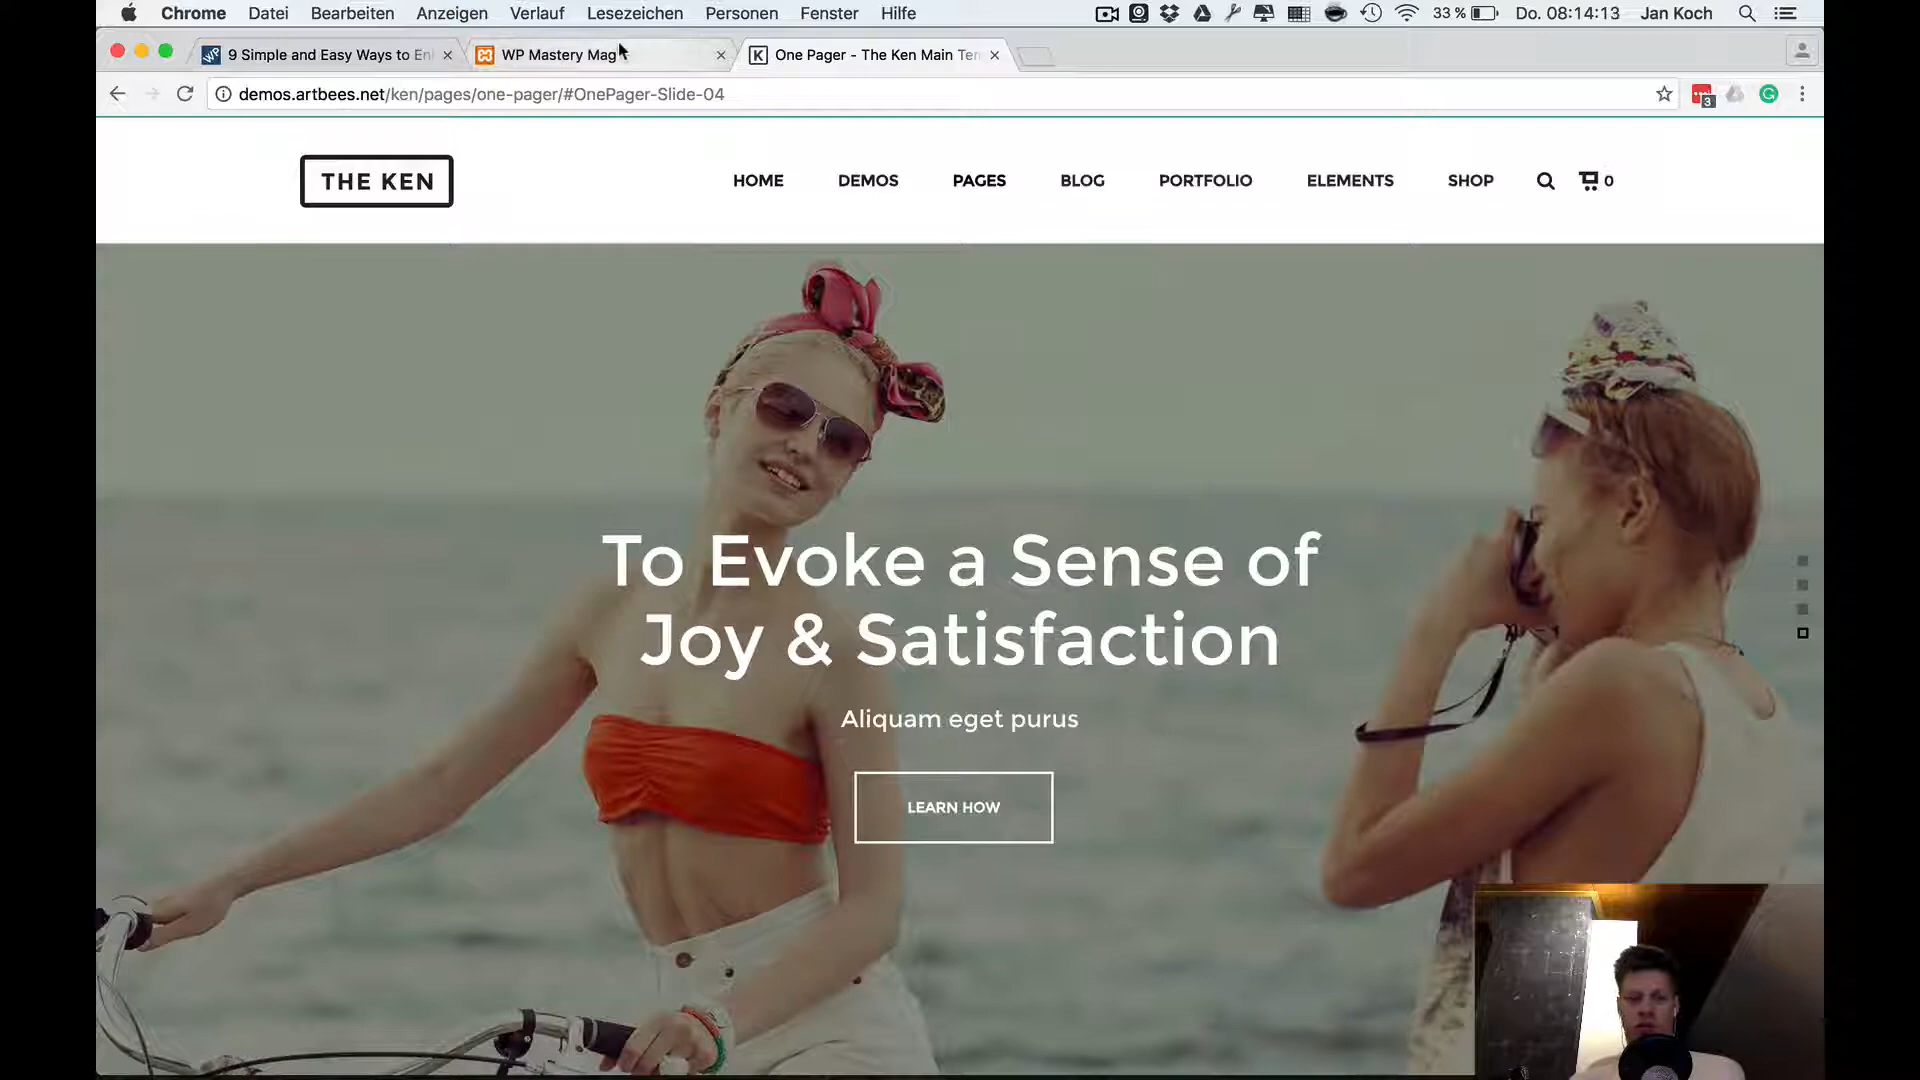 Chrome Datei Bearbeiten Anzeigen Verlauf Lesezeichen Personen Fenster Hilfe 33 % Do. 08:14:13 Jan Koch
9 Simple and Easy Ways to En WP Mastery Mag One Pager - The Ken Main Tem
demos.artbees.net/ken/pages/one-pager/#OnePager-Slide-04 3
THE KEN HOME DEMOS PAGES BLOG PORTFOLIO ELEMENTS SHOP 0
To Evoke a Sense of
Joy & Satisfaction
Aliquam eget purus
LEARN HOW